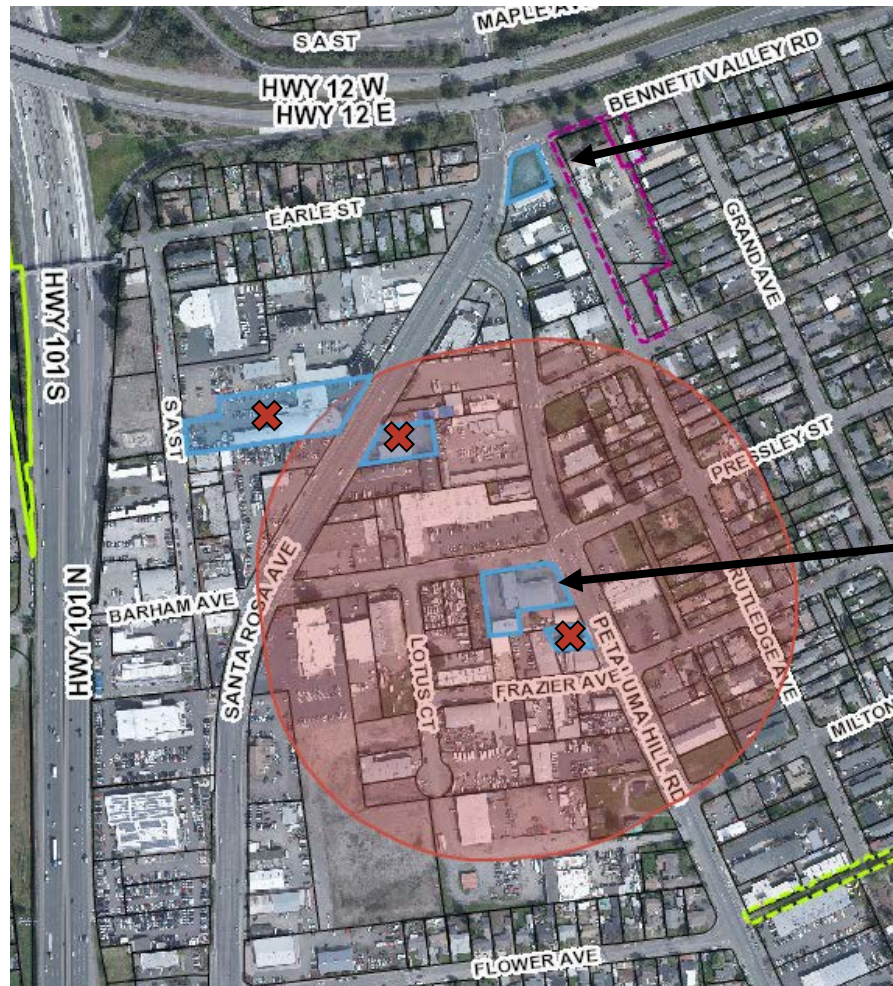 MAPLE AV
S A ST
HWY 12 W
HWY 12 E
BENNETT VALLEY RD
EARLE ST
GRAND AVE
HWY 101 S
S A ST
PRESSLEY ST
HWY 101 N
BARHAM AVE
SANTA ROSA AVE
LOTUS CT
PETALUMA HILL RD
RUTLEDGE AVE
FRAZIER AVE
MILTON
FLOWER AVE